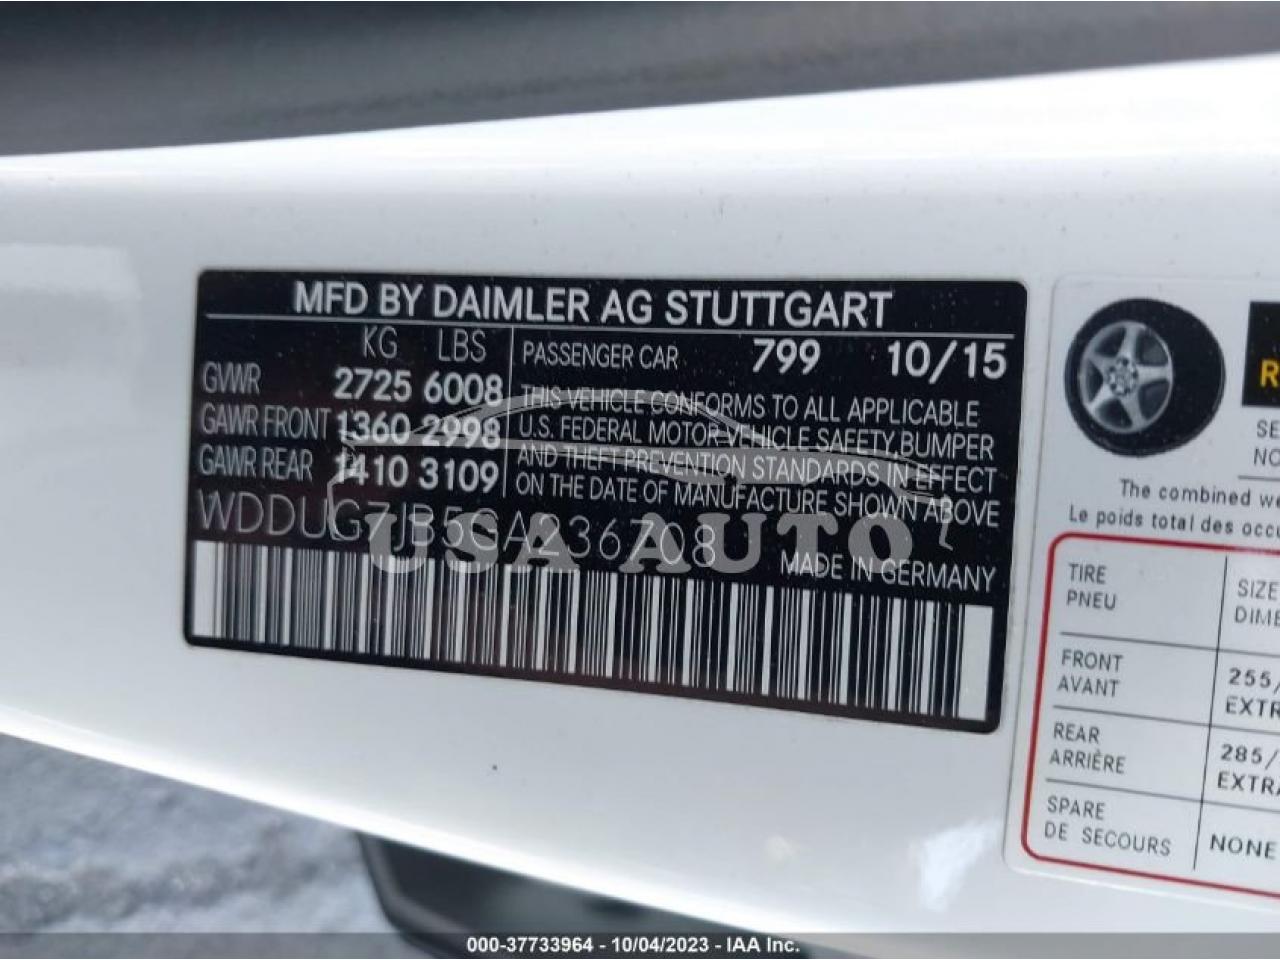 MFD BY DAIMLER AG STUTTGART
KG LBS
GVWR 2725 6008
GAWR FRONT 1360 2998
GAWR REAR 1410 3109
PASSENGER CAR 799 10/15
THIS VEHICLE CONFORMS TO ALL APPLICABLE
U.S. FEDERAL MOTOR VEHICLE SAFETY, BUMPER
AND THEFT PREVENTION STANDARDS IN EFFECT
ON THE DATE OF MANUFACTURE SHOWN ABOVE
WDDUG7JB5GA236708
MADE IN GERMANY
USA AUTO
The combined
Le poids total des
TIRE
PNEU
SIZE
FRONT
AVANT
255/
REAR
ARRIÈRE
285/
SPARE
DE SECOURS
NONE
000-37733964 - 10/04/2023 - IAA Inc.